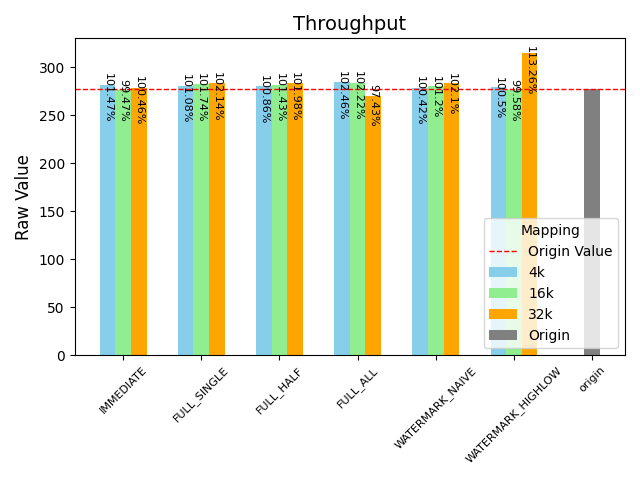 Throughput
Raw Value
300
250
200
150
100
50
0
101.47%
99.47%
100.46%
101.08%
101.74%
102.14%
100.86%
101.43%
101.98%
102.46%
102.22%
97.43%
100.42%
101.2%
102.1%
100.5%
99.58%
113.26%
Mapping
Origin Value
4k
16k
32k
Origin
IMMEDIATE
FULL_SINGLE
FULL_HALF
FULL_ALL
WATERMARK_NAIVE
WATERMARK_HIGHLOW
origin